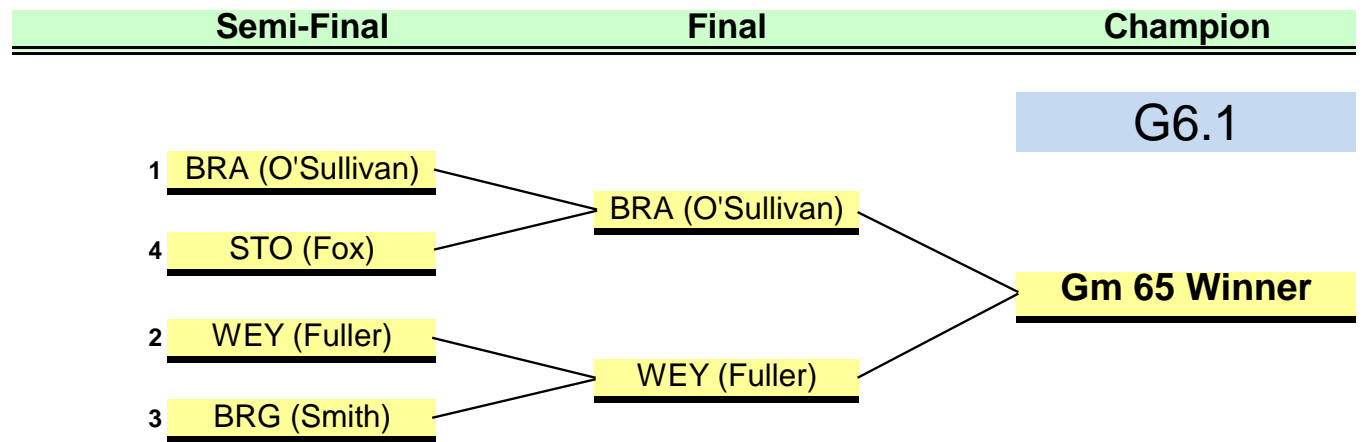 Semi-Final Final Champion
G6.1
1 BRA (O'Sullivan)
BRA (O'Sullivan)
4 STO (Fox)
Gm 65 Winner
2 WEY (Fuller)
WEY (Fuller)
3 BRG (Smith)